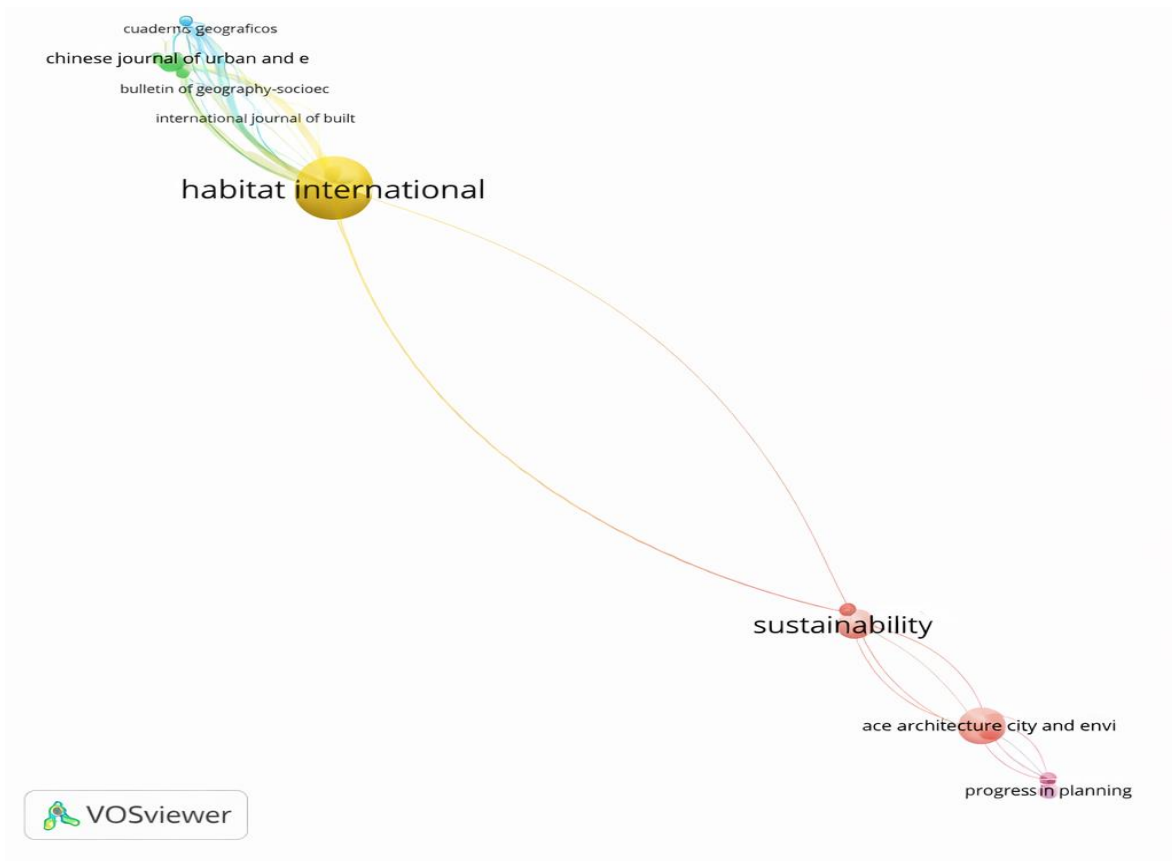 cuaderns geograficos
chinese journal of urban and e
bulletin of geography-socioec
international journal of built
habitat international
sustainability
ace architecture city and envi
progress in planning
VOSviewer